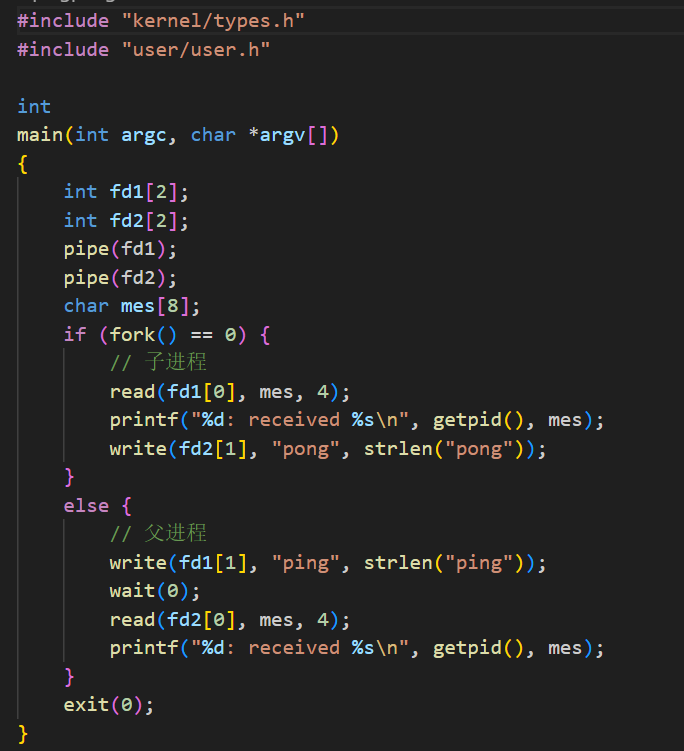 #include "kernel/types.h"
#include "user/user.h"
int
main(int argc, char *argv[])
{
int fd1[2];
int fd2[2];
pipe(fd1);
pipe(fd2);
char mes[8];
if (fork() == 0) {
// 子进程
read(fd1[0], mes, 4);
printf("%d: received %s\n", getpid(), mes);
write(fd2[1], "pong", strlen("pong"));
}
else {
// 父进程
write(fd1[1], "ping", strlen("ping"));
wait(0);
read(fd2[0], mes, 4);
printf("%d: received %s\n", getpid(), mes);
}
exit(0);
}